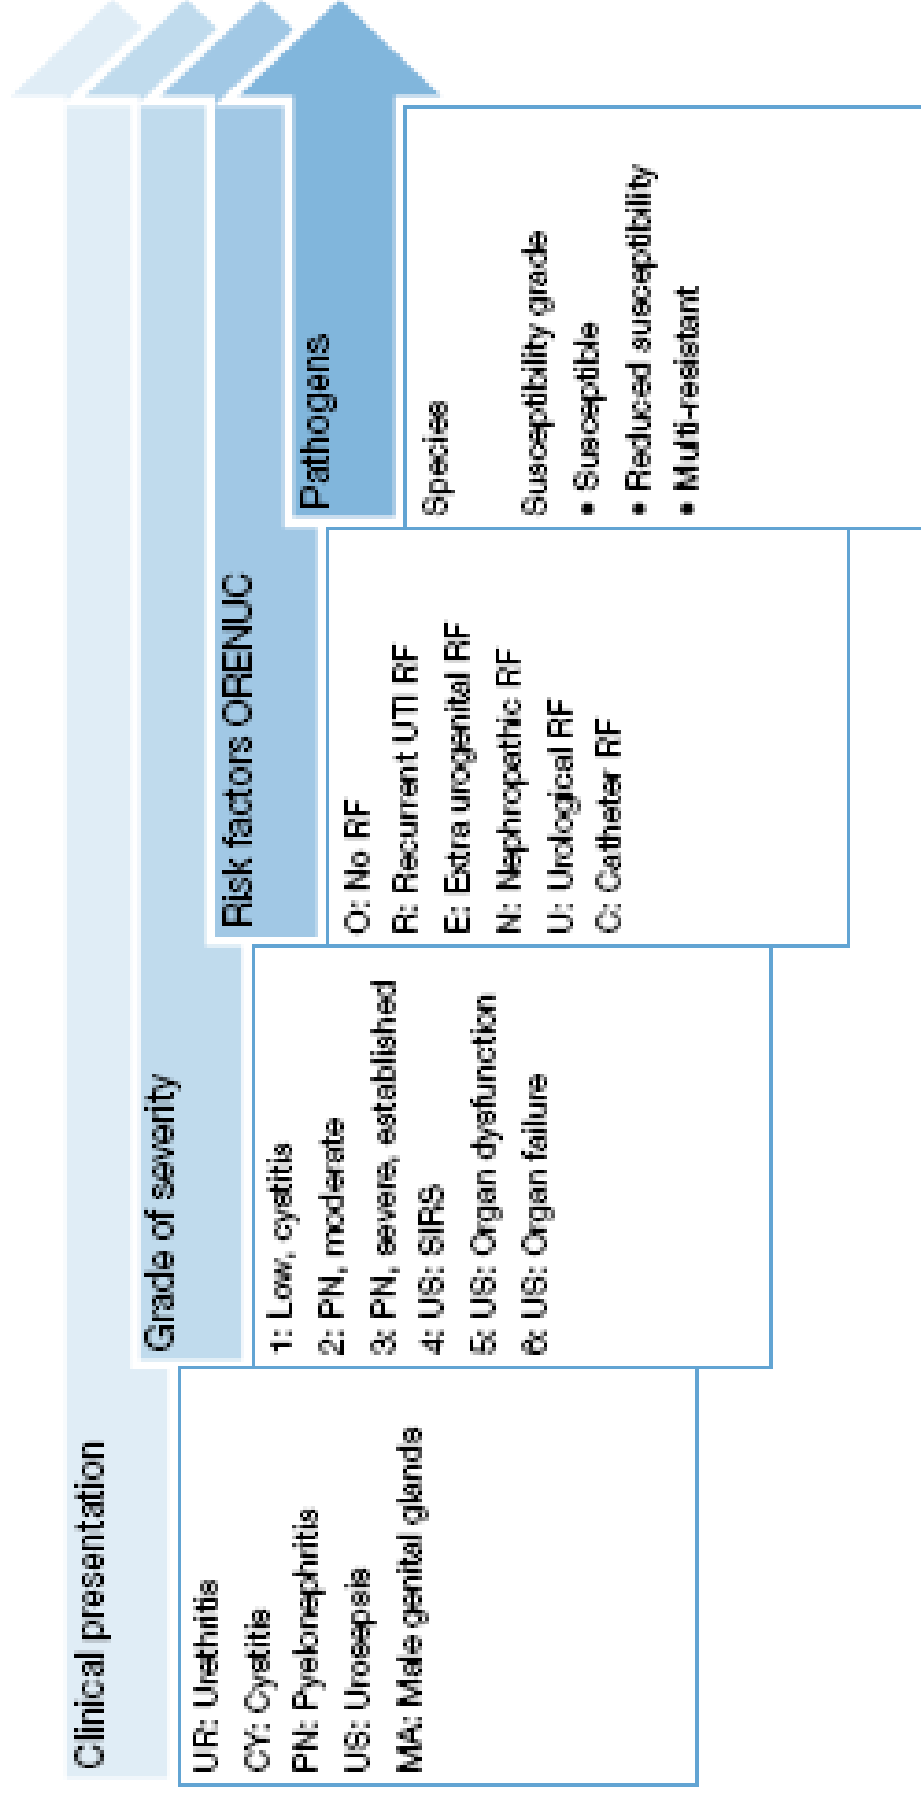 Clinical presentation
UR: Urethritis
CY: Cystitis
PN: Pyelonephritis
US: Urosepsis
MA: Male genital glands
Grade of severity
1: Low, cystitis
2: PN, moderate
3: PN, severe, established
4: US: SIRS
5: US: Organ dysfunction
6: US: Organ failure
Risk factors ORENUC
O: No RF
R: Recurrent UTI RF
E: Extra urogenital RF
N: Nephropathic RF
U: Urological RF
C: Catheter RF
Pathogens
Species
Susceptibility grade
• Susceptible
• Reduced susceptibility
• Multi-resistant